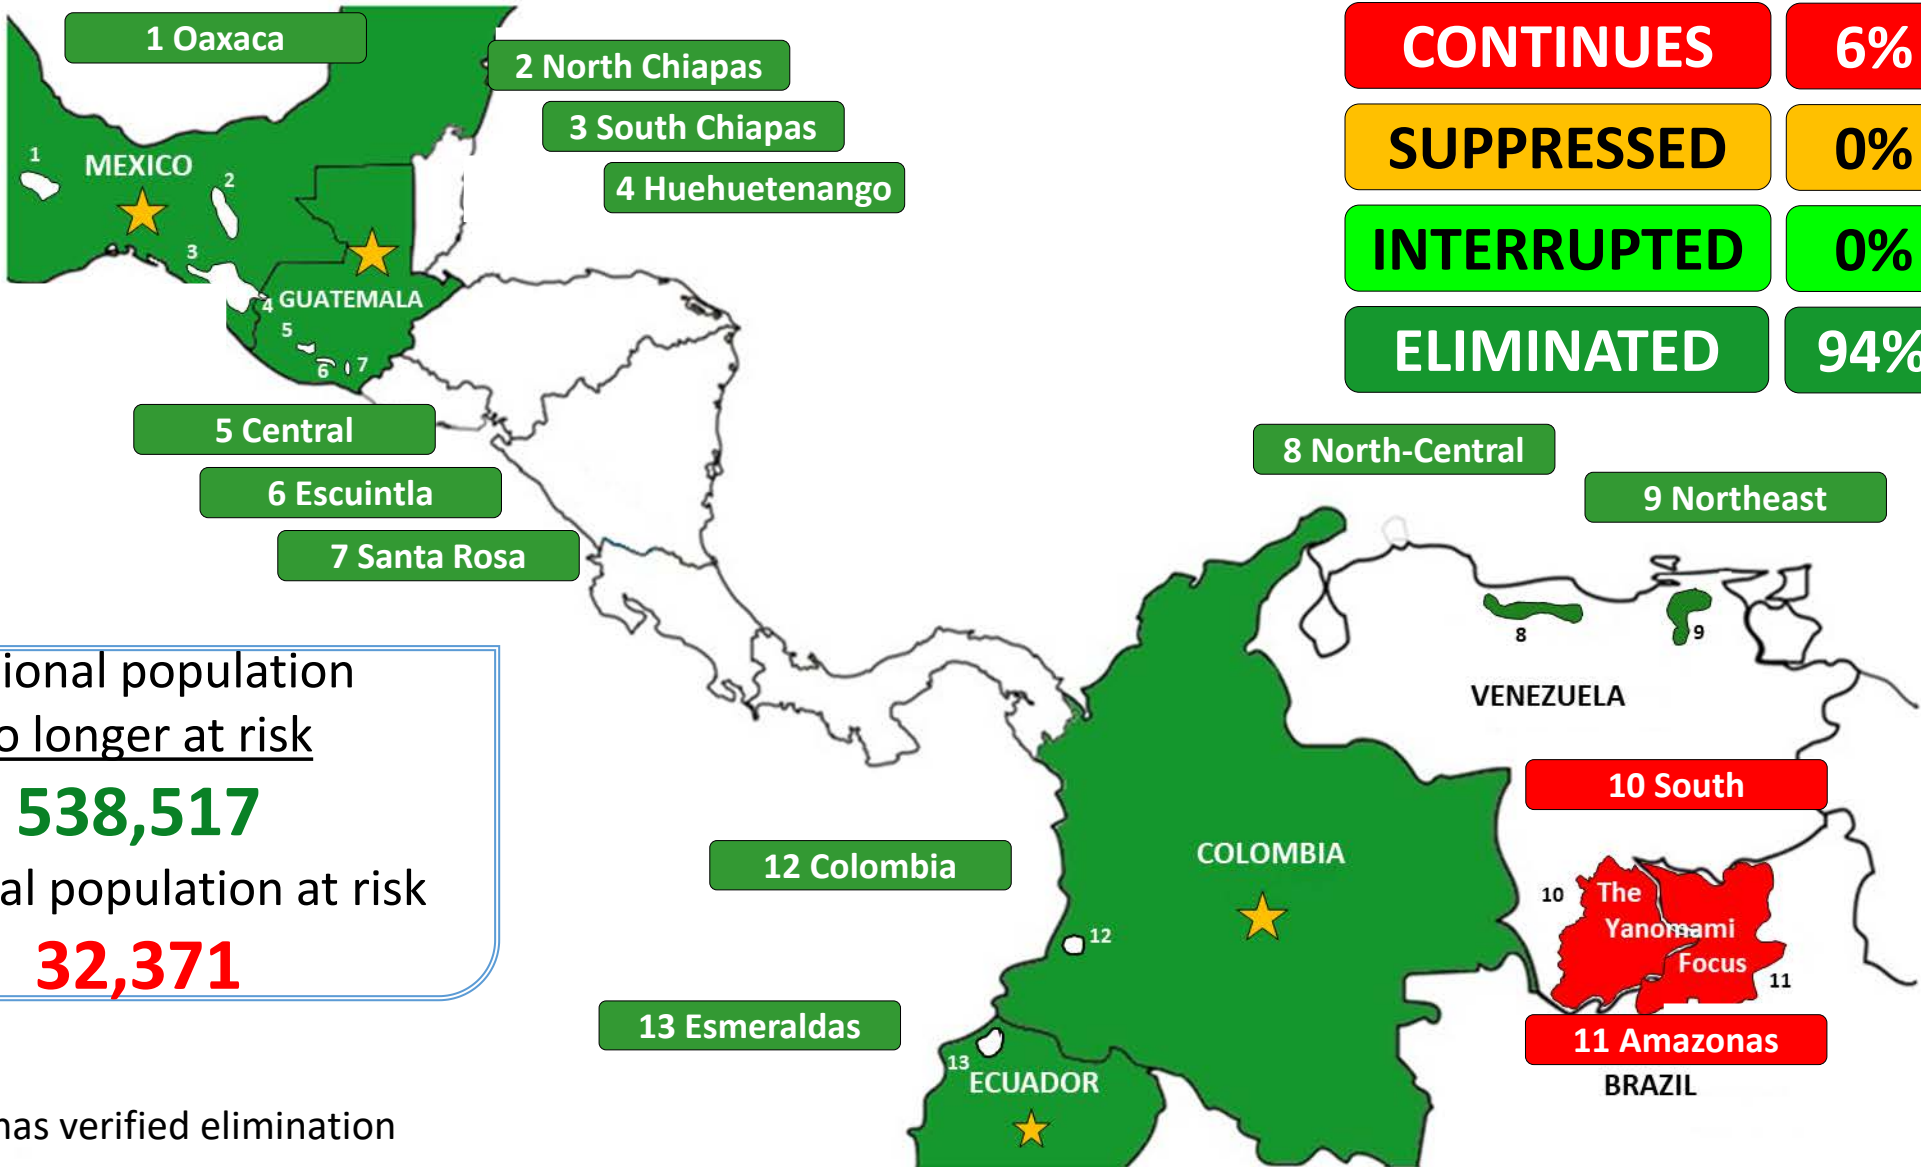 1 Oaxaca
2 North Chiapas
3 South Chiapas
4 Huehuetenango
CONTINUES 6%
SUPPRESSED 0%
INTERRUPTED 0%
ELIMINATED 94%
1
MEXICO
2
3
4 GUATEMALA
5
6 7
5 Central
6 Escuintla
7 Santa Rosa
8 North-Central
9 Northeast
8
9
VENEZUELA
ional population
o longer at risk
538,517
al population at risk
32,371
10 South
12 Colombia
COLOMBIA
10 The
Yanomami
Focus
11
12
13 Esmeraldas
11 Amazonas
13
ECUADOR
BRAZIL
has verified elimination